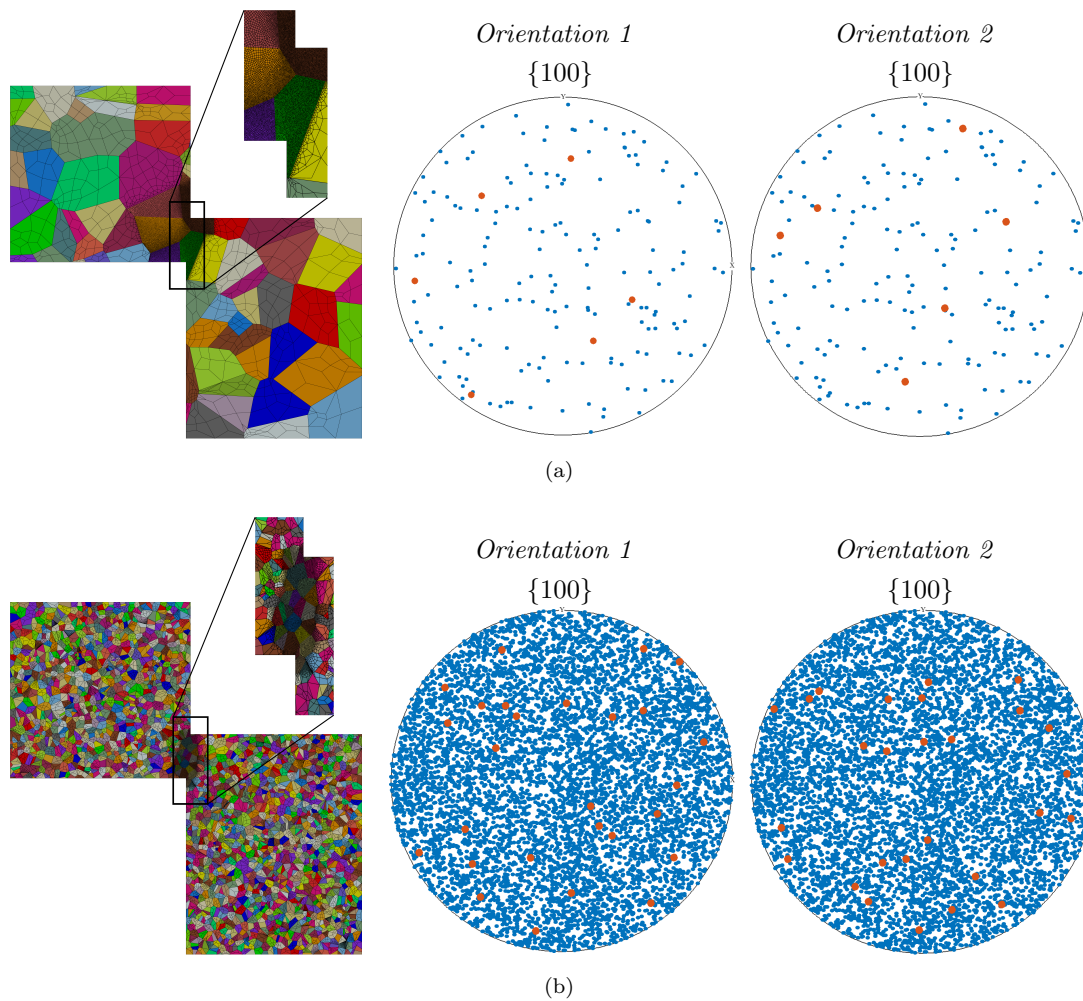 Orientation 1
Orientation 2
{100}
{100}
Y
Y
X
(a)
Orientation 1
Orientation 2
{100}
{100}
Y
Y
X
(b)